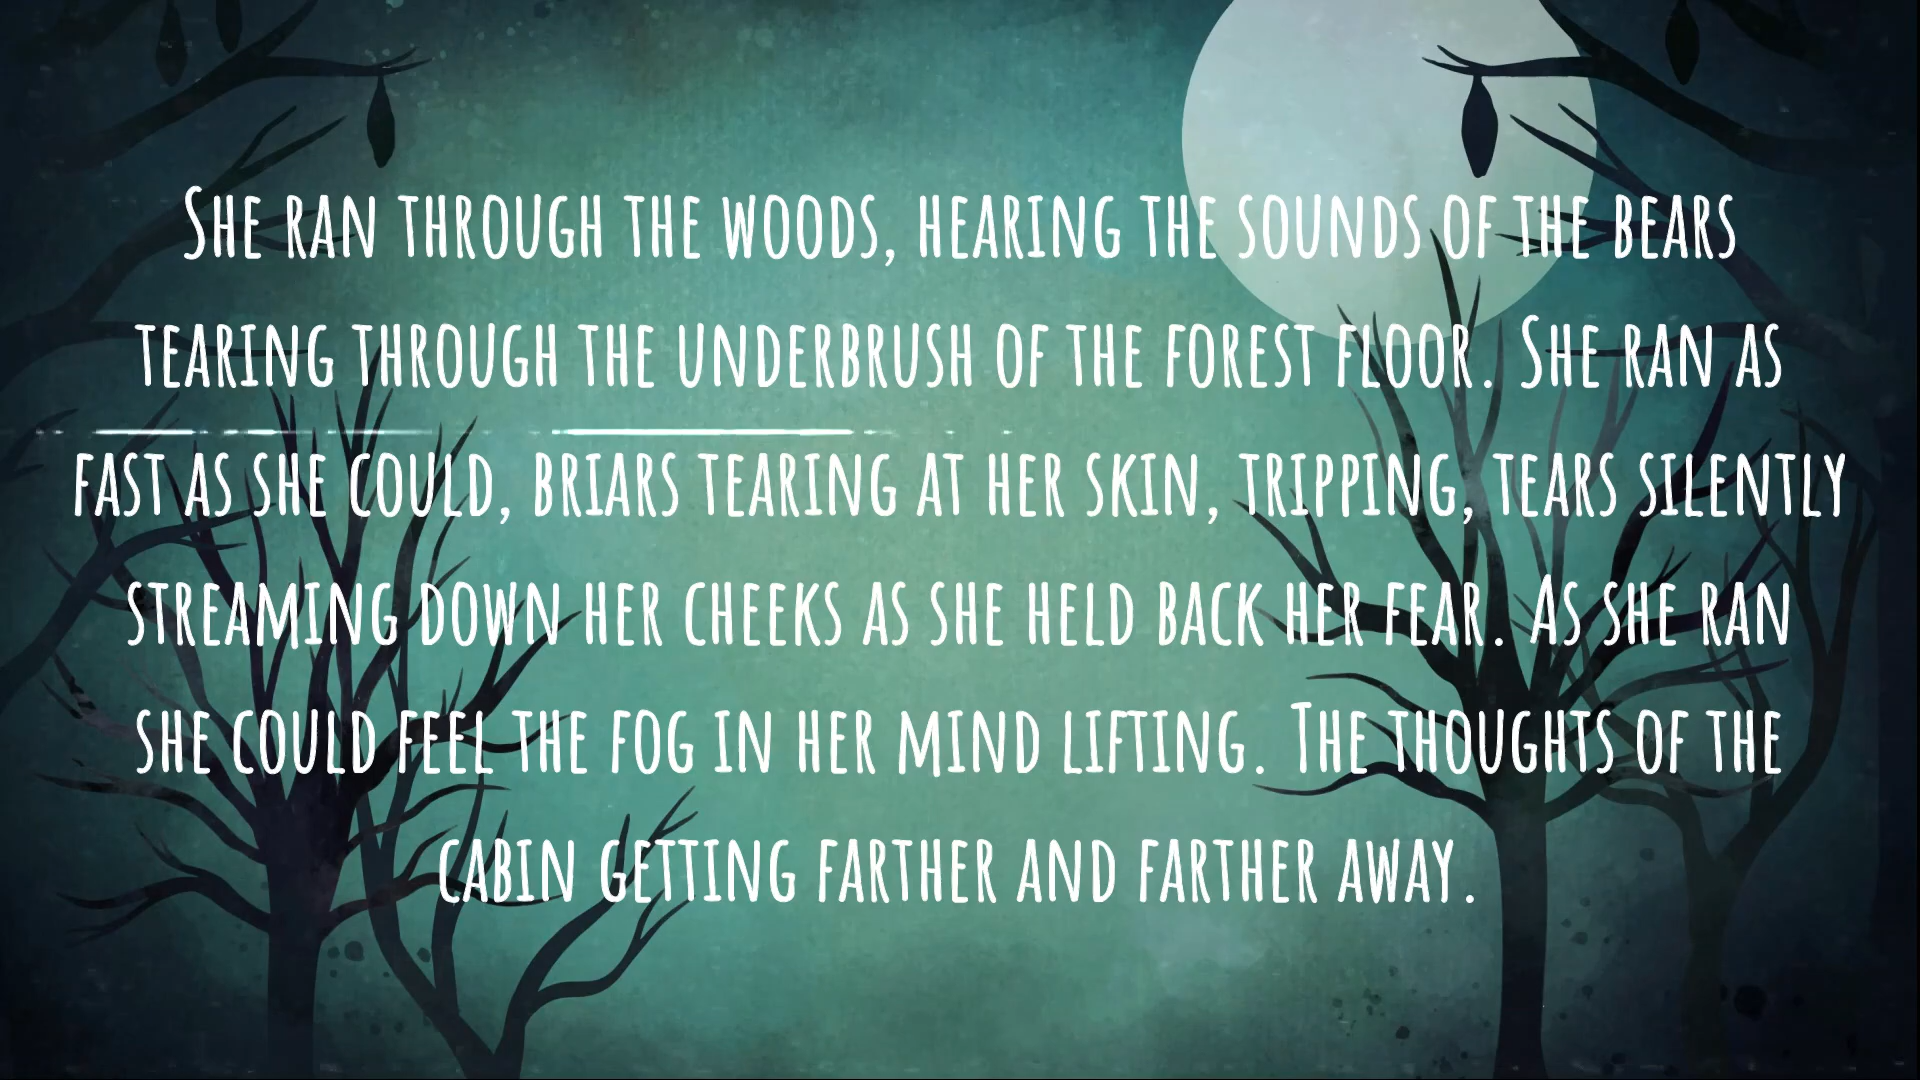 She ran through the woods, hearing the sounds of the bears
tearing through the underbrush of the forest floor. She ran as
fast as she could, briars tearing at her skin, tripping, tears silently
streaming down her cheeks as she held back her fear. As she ran
she could feel the fog in her mind lifting. The thoughts of the
cabin getting farther and farther away.